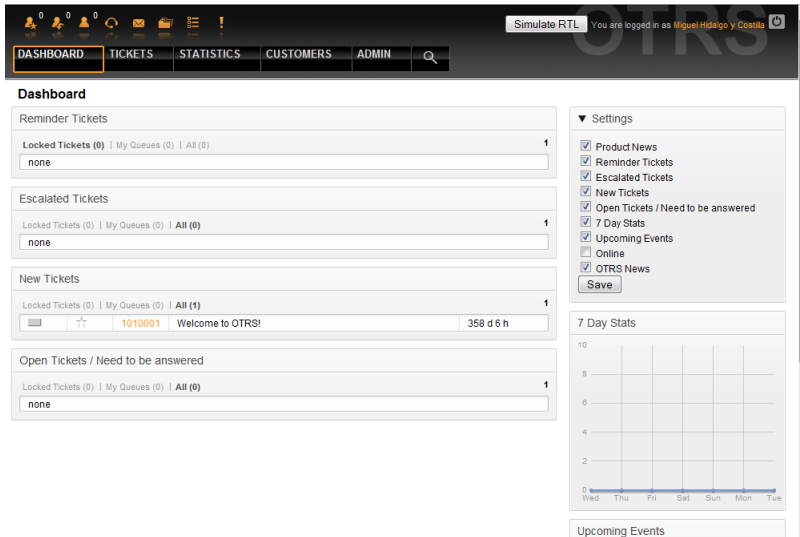 0 0 0
Simulate RTL You are logged in as Miguel Hidalgo y Costilla
OTRS
DASHBOARD TICKETS STATISTICS CUSTOMERS ADMIN
Dashboard
Reminder Tickets
Locked Tickets (0) | My Queues (0) | All (0) 1
none
Escalated Tickets
Locked Tickets (0) | My Queues (0) | All (0) 1
none
New Tickets
Locked Tickets (0) | My Queues (0) | All (1) 1
1010001 Welcome to OTRS! 358 d 6 h
Open Tickets / Need to be answered
Locked Tickets (0) | My Queues (0) | All (0) 1
none
Settings
Product News
Reminder Tickets
Escalated Tickets
New Tickets
Open Tickets / Need to be answered
7 Day Stats
Upcoming Events
Online
OTRS News
Save
7 Day Stats
10
8
6
4
2
0
Wed Thu Fri Sat Sun Mon Tue
Upcoming Events